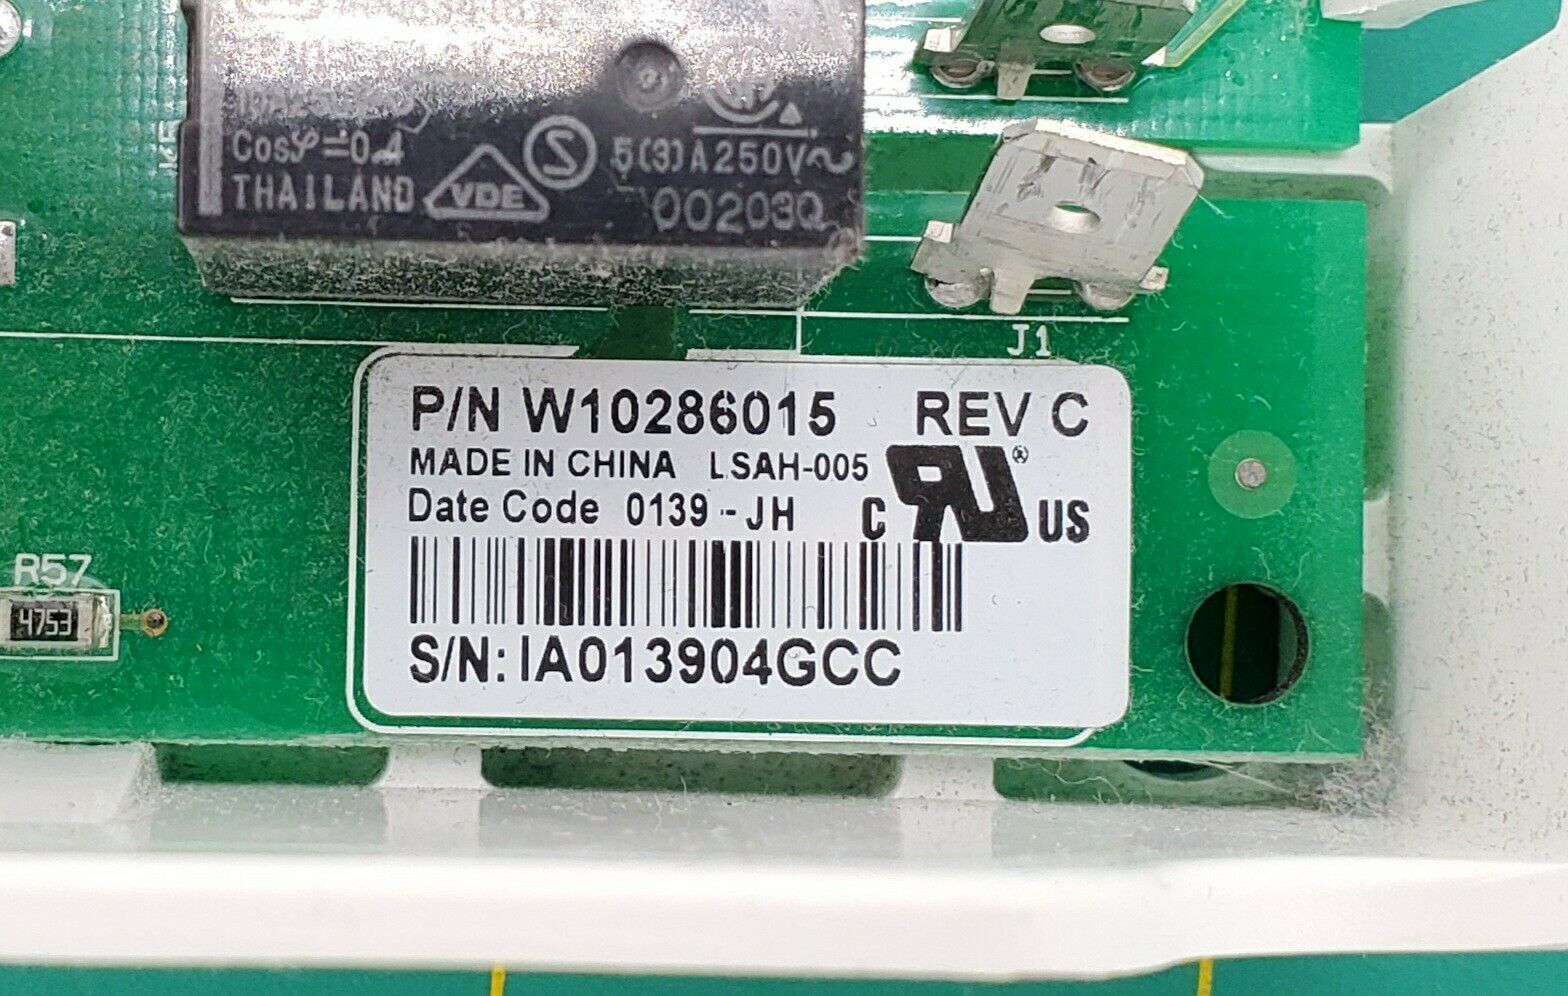 Cosφ=0.4
THAILAND
VDE
S
5(3)A250V~
00203Q
J1
P/N W10286015 REV C
MADE IN CHINA LSAH-005
Date Code 0139 -JH
C RU® US
S/N: IA013904GCC
R57
4753